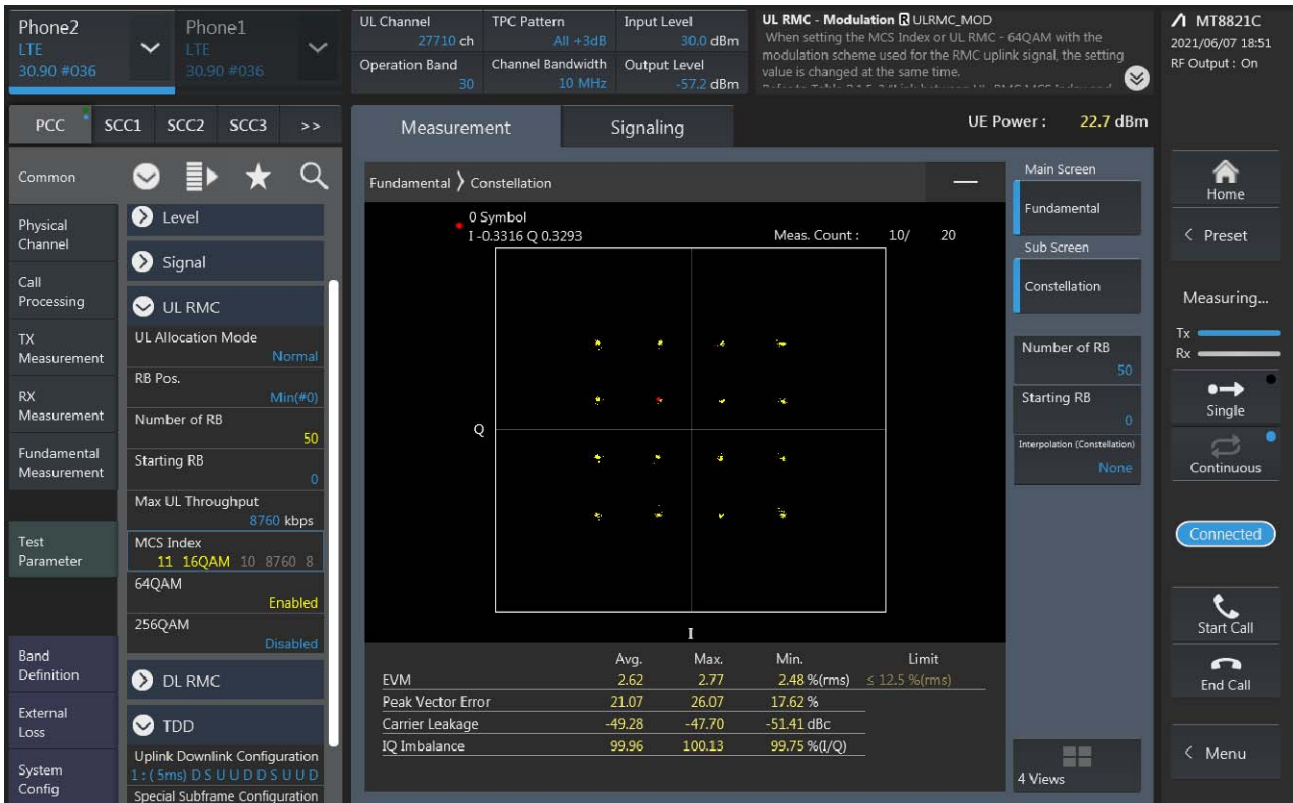 Phone2
LTE
30.90 #036
Phone1
LTE
30.90 #036
UL Channel
27710 ch
TPC Pattern
All +3dB
Input Level
30.0 dBm
Operation Band
30
Channel Bandwidth
10 MHz
Output Level
-57.2 dBm
UL RMC - Modulation R ULRMC_MOD
When setting the MCS Index or UL RMC - 64QAM with the
modulation scheme used for the RMC uplink signal, the setting
value is changed at the same time.
MT8821C
2021/06/07 18:51
RF Output : On
PCC SCC1 SCC2 SCC3 >>
Measurement
Signaling
UE Power : 22.7 dBm
Common
Physical
Channel
Call
Processing
TX
Measurement
RX
Measurement
Fundamental
Measurement
Test
Parameter
Band
Definition
External
Loss
System
Config
Level
Signal
UL RMC
UL Allocation Mode
Normal
RB Pos.
Min(#0)
Number of RB
50
Starting RB
0
Max UL Throughput
8760 kbps
MCS Index
11 16QAM 10 8760 8
64QAM
Enabled
256QAM
Disabled
DL RMC
TDD
Uplink Downlink Configuration
1 : ( 5ms) D S U U D D S U U D
Special Subframe Configuration
Fundamental > Constellation
0 Symbol
I -0.3316 Q 0.3293
Meas. Count : 10/ 20
Q
I
Avg. Max. Min. Limit
EVM 2.62 2.77 2.48 %(rms) ≤ 12.5 %(rms)
Peak Vector Error 21.07 26.07 17.62 %
Carrier Leakage -49.28 -47.70 -51.41 dBc
IQ Imbalance 99.96 100.13 99.75 %(I/Q)
Main Screen
Fundamental
Sub Screen
Constellation
Number of RB
50
Starting RB
0
Interpolation (Constellation)
None
4 Views
Home
< Preset
Measuring...
Tx
Rx
Single
Continuous
Connected
Start Call
End Call
< Menu